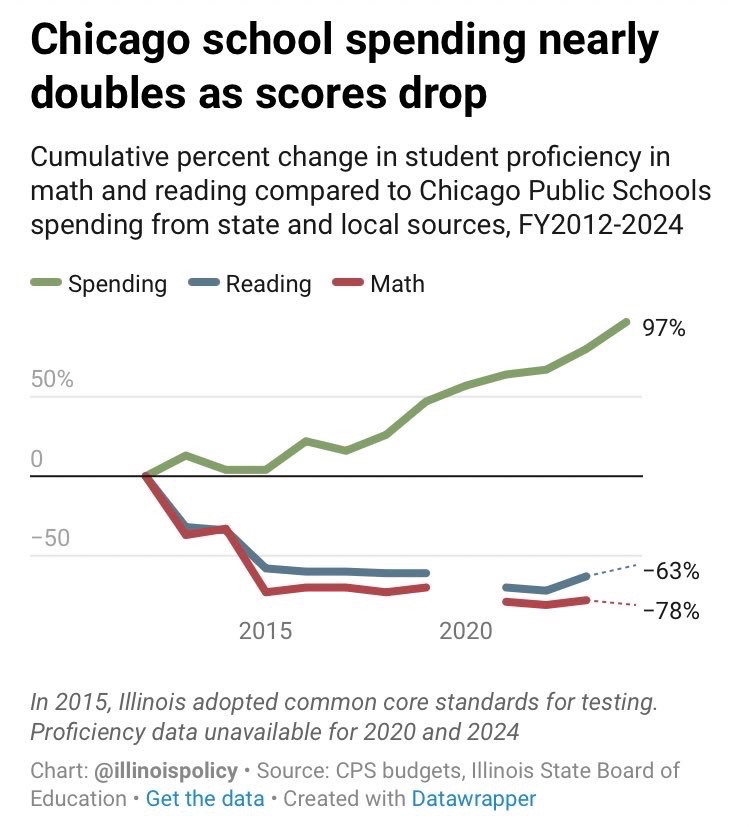 Chicago school spending nearly
doubles as scores drop
Cumulative percent change in student proficiency in
math and reading compared to Chicago Public Schools
spending from state and local sources, FY2012-2024
Spending Reading Math
97%
50%
0
−50
−63%
−78%
2015 2020
In 2015, Illinois adopted common core standards for testing.
Proficiency data unavailable for 2020 and 2024
Chart: @illinoispolicy • Source: CPS budgets, Illinois State Board of
Education • Get the data • Created with Datawrapper